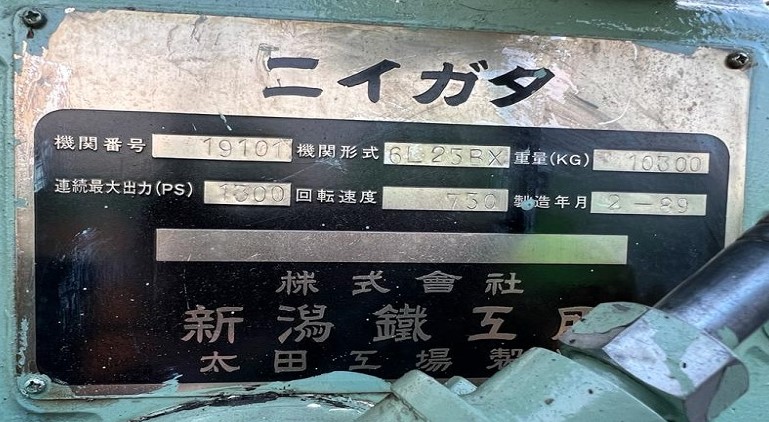 ニイガタ
機関番号 19101 機関形式 6L25BX 重量(KG) 10300
連続最大出力(PS) 1300 回転速度 750 製造年月 2-89
株式會社
新潟鐵工
太田工場製